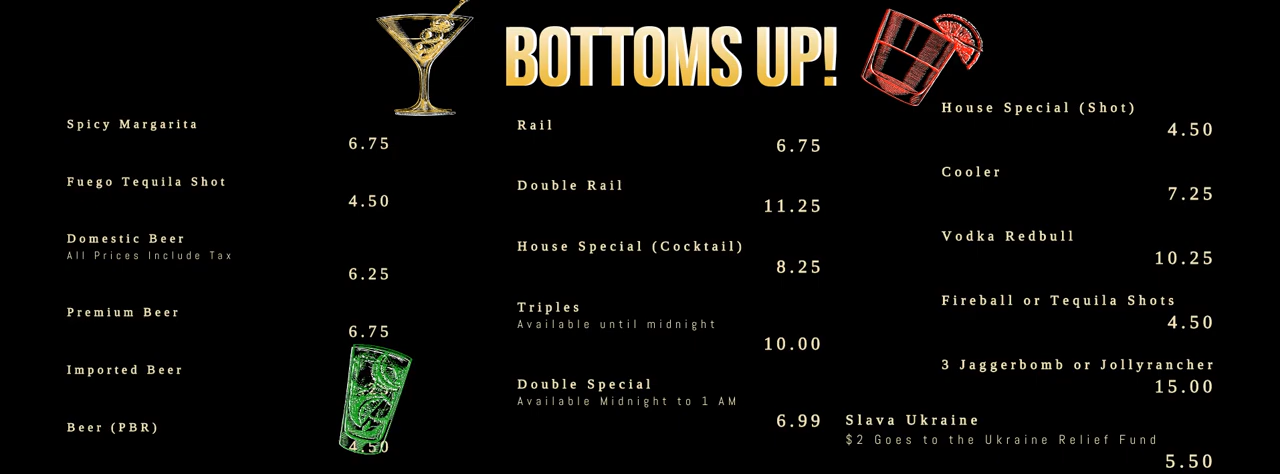 BOTTOMS UP!
Spicy Margarita
6.75
Fuego Tequila Shot
4.50
Domestic Beer
All Prices Include Tax
6.25
Premium Beer
6.75
Imported Beer
Beer (PBR)
4.50
Rail
6.75
Double Rail
11.25
House Special (Cocktail)
8.25
Triples
Available until midnight
10.00
Double Special
Available Midnight to 1 AM
6.99
House Special (Shot)
4.50
Cooler
7.25
Vodka Redbull
10.25
Fireball or Tequila Shots
4.50
3 Jaggerbomb or Jollyrancher
15.00
Slava Ukraine
$2 Goes to the Ukraine Relief Fund
5.50